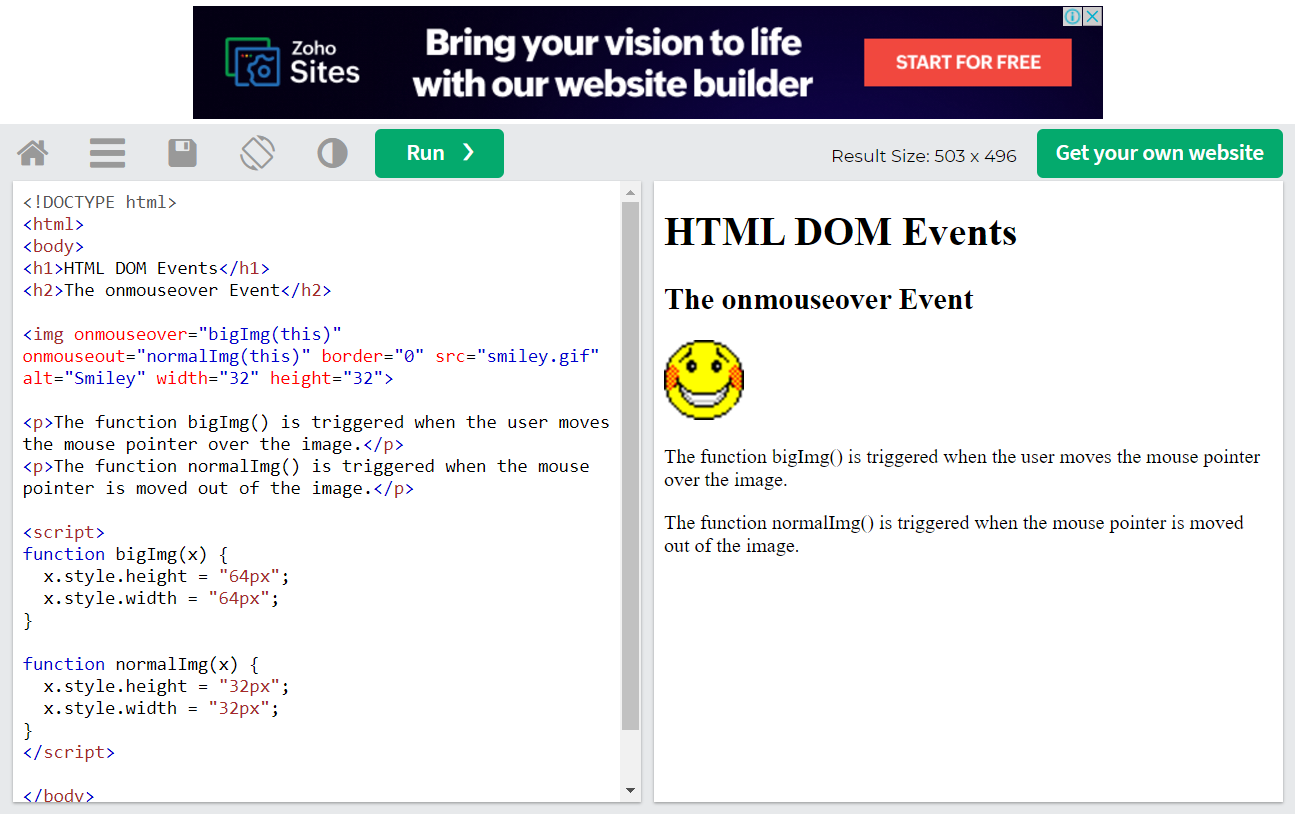 Zoho
Sites
Bring your vision to life
with our website builder
START FOR FREE
Run ❯
Result Size: 503 x 496
Get your own website
<!DOCTYPE html>
<html>
<body>
<h1>HTML DOM Events</h1>
<h2>The onmouseover Event</h2>
<img onmouseover="bigImg(this)"
onmouseout="normalImg(this)" border="0" src="smiley.gif"
alt="Smiley" width="32" height="32">
<p>The function bigImg() is triggered when the user moves
the mouse pointer over the image.</p>
<p>The function normalImg() is triggered when the mouse
pointer is moved out of the image.</p>
<script>
function bigImg(x) {
  x.style.height = "64px";
  x.style.width = "64px";
}
function normalImg(x) {
  x.style.height = "32px";
  x.style.width = "32px";
}
</script>
</body>
HTML DOM Events
The onmouseover Event
The function bigImg() is triggered when the user moves the mouse pointer
over the image.
The function normalImg() is triggered when the mouse pointer is moved
out of the image.